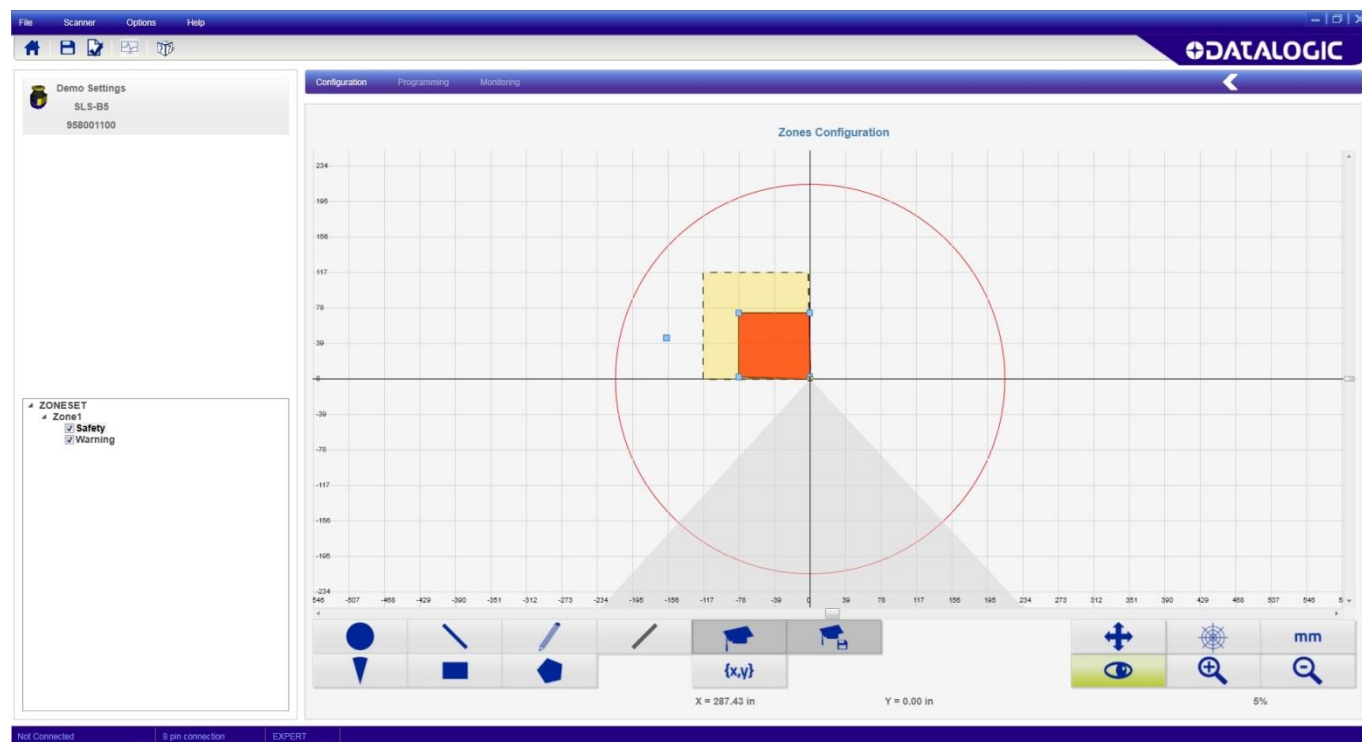 File Scanner Options Help
DATALOGIC
Demo Settings
SLS-B5
958001100
Configuration Programming Monitoring
Zones Configuration
234
195
156
117
78
39
0
-39
-78
-117
-156
-195
-234
546 -507 -468 -429 -390 -351 -312 -273 -234 -195 -156 -117 -78 -39 0 39 78 117 156 195 234 273 312 351 390 429 468 507 546 5
ZONESET
Zone1
Safety
Warning
mm
{x,y}
X = 287.43 in Y = 0.00 in 5%
Not Connected 8 pin connection EXPERT